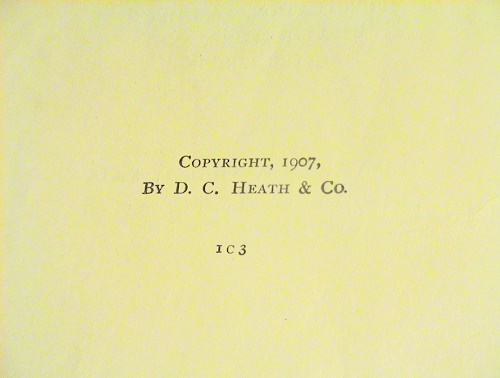 COPYRIGHT, 1907,
BY D. C. HEATH & CO.
1 C 3